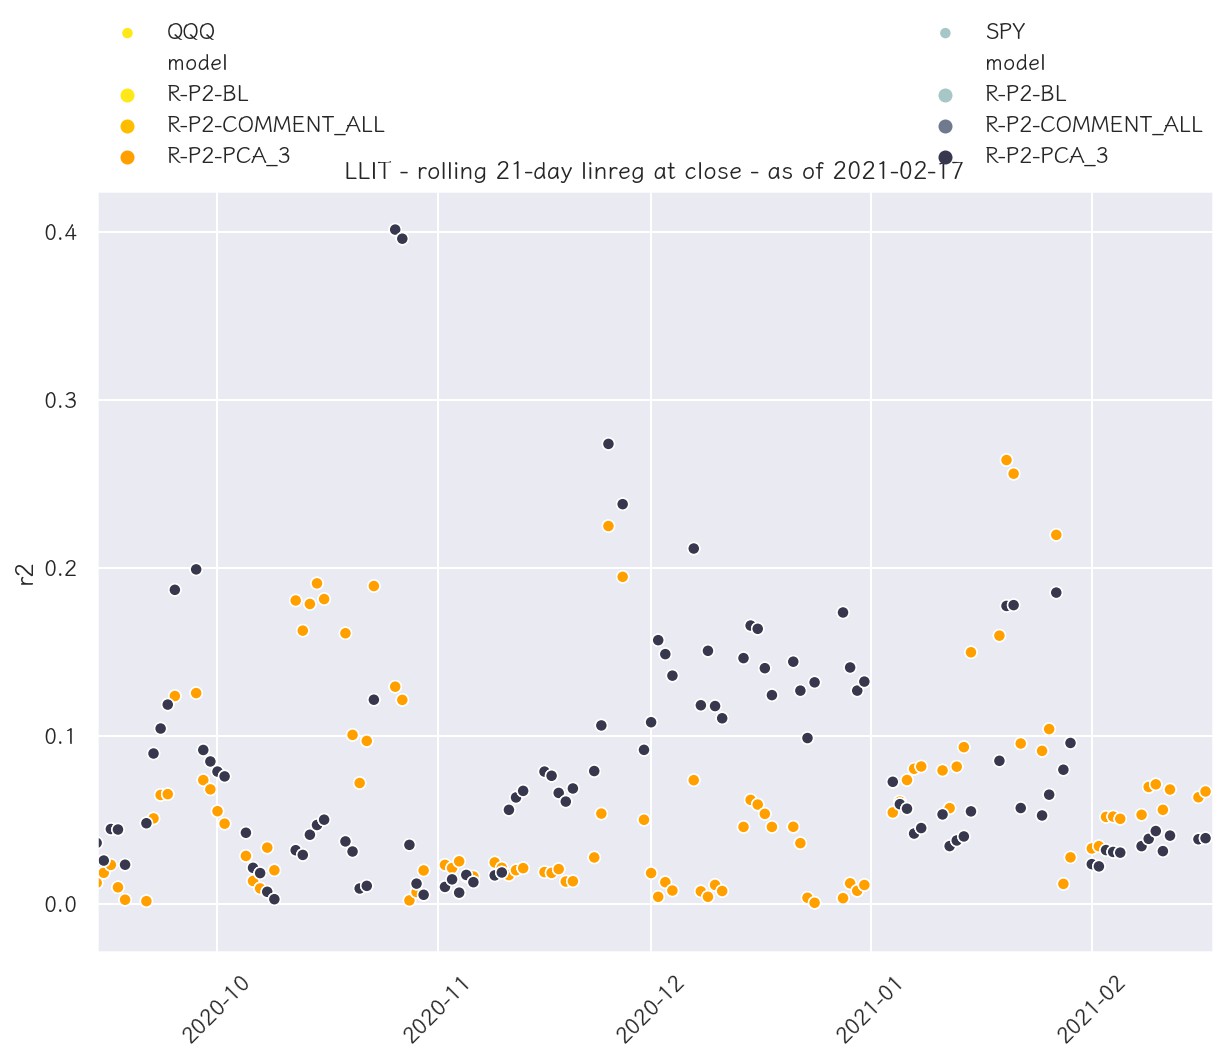 QQQ
model
R-P2-BL
R-P2-COMMENT_ALL
R-P2-PCA_3
SPY
model
R-P2-BL
R-P2-COMMENT_ALL
R-P2-PCA_3
LLIT - rolling 21-day linreg at close - as of 2021-02-17
0.4
0.3
0.2
0.1
0.0
r2
2020-10
2020-11
2020-12
2021-01
2021-02